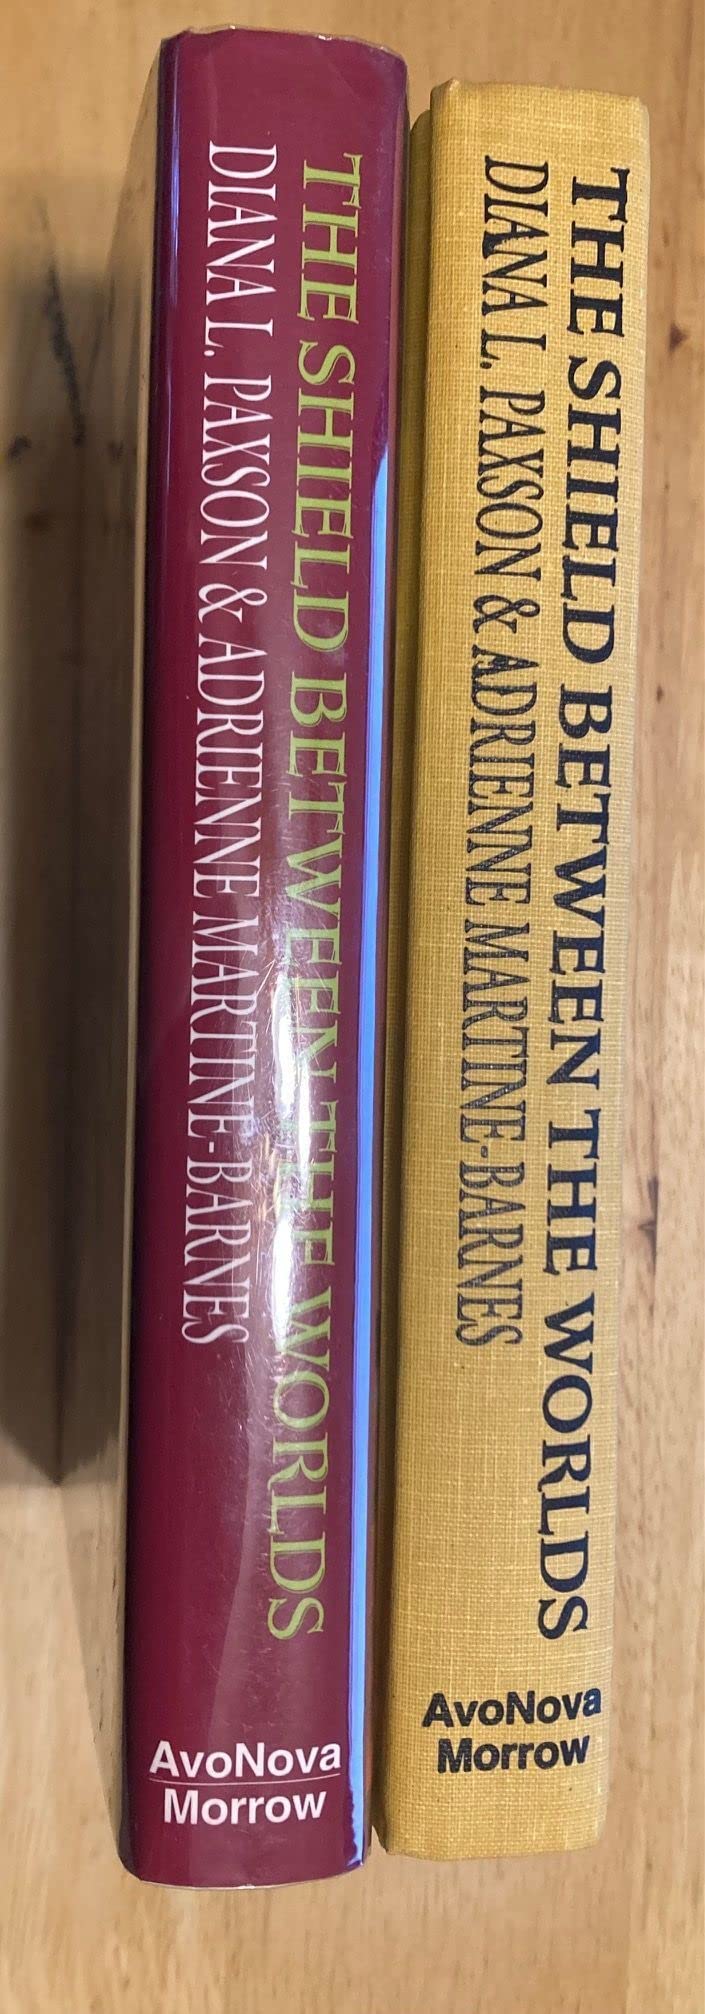 THE SHIELD BETWEEN THE WORLDS
DIANA L. PAXSON & ADRIENNE MARTINE-BARNES
AvoNova
Morrow
THE SHIELD BETWEEN THE WORLDS
DIANA L. PAXSON & ADRIENNE MARTINE-BARNES
AvoNova
Morrow